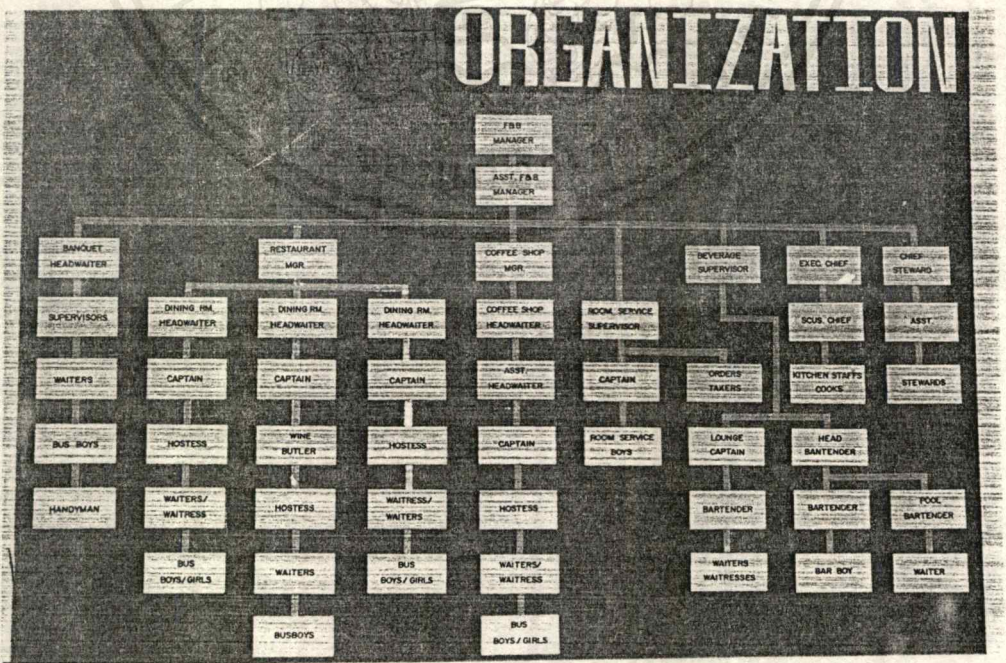 ORGANIZATION
F&B
MANAGER
ASST. F&B
MANAGER
BANQUET
HEADWAITER
RESTAURANT
MGR
COFFEE SHOP
MGR
BEVERAGE
SUPERVISOR
EXEC. CHIEF
CHIEF
STEWARD
SUPERVISORS
DINING RM.
HEADWAITER
DINING RM.
HEADWAITER
DINING RM.
HEADWAITER
COFFEE SHOP
HEADWAITER
ROOM SERVICE
SUPERVISOR
SCUS. CHIEF
ASST.
WAITERS
CAPTAIN
CAPTAIN
CAPTAIN
ASST.
HEADWAITER
CAPTAIN
ORDERS
TAKERS
KITCHEN STAFFS
COOKS
STEWARDS
BUS BOYS
HOSTESS
WINE
BUTLER
HOSTESS
CAPTAIN
ROOM SERVICE
BOYS
LOUNGE
CAPTAIN
HEAD
BANTENDER
HANDYMAN
WAITERS/
WAITRESS
HOSTESS
WAITRESS/
WAITERS
HOSTESS
BARTENDER
BARTENDER
POOL
BARTENDER
BUS
BOYS/GIRLS
WAITERS
BUS
BOYS/GIRLS
WAITERS/
WAITRESS
WAITERS
WAITRESSES
BAR BOY
WAITER
BUSBOYS
BUS
BOYS / GIRLS